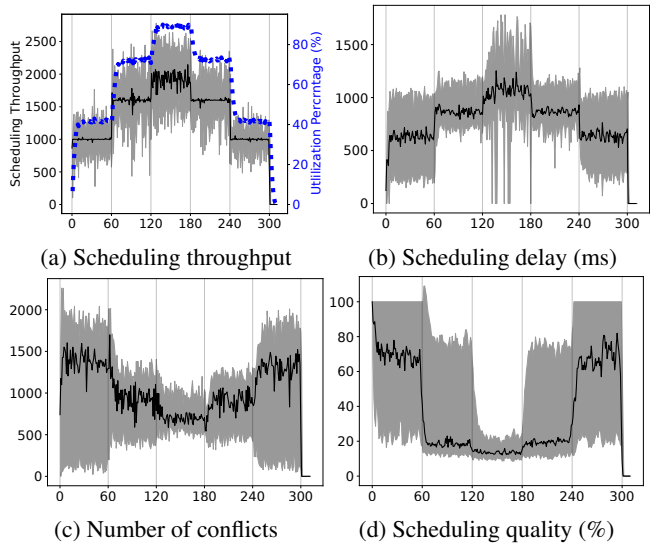 2500
2000
1500
1000
500
0
Scheduling Throughput
80
60
40
20
0
Utlilization Percmtage (%)
0 60 120 180 240 300
(a) Scheduling throughput
1500
1000
500
0
0 60 120 180 240 300
(b) Scheduling delay (ms)
2000
1500
1000
500
0
0 60 120 180 240 300
(c) Number of conflicts
100
80
60
40
20
0
0 60 120 180 240 300
(d) Scheduling quality (%)